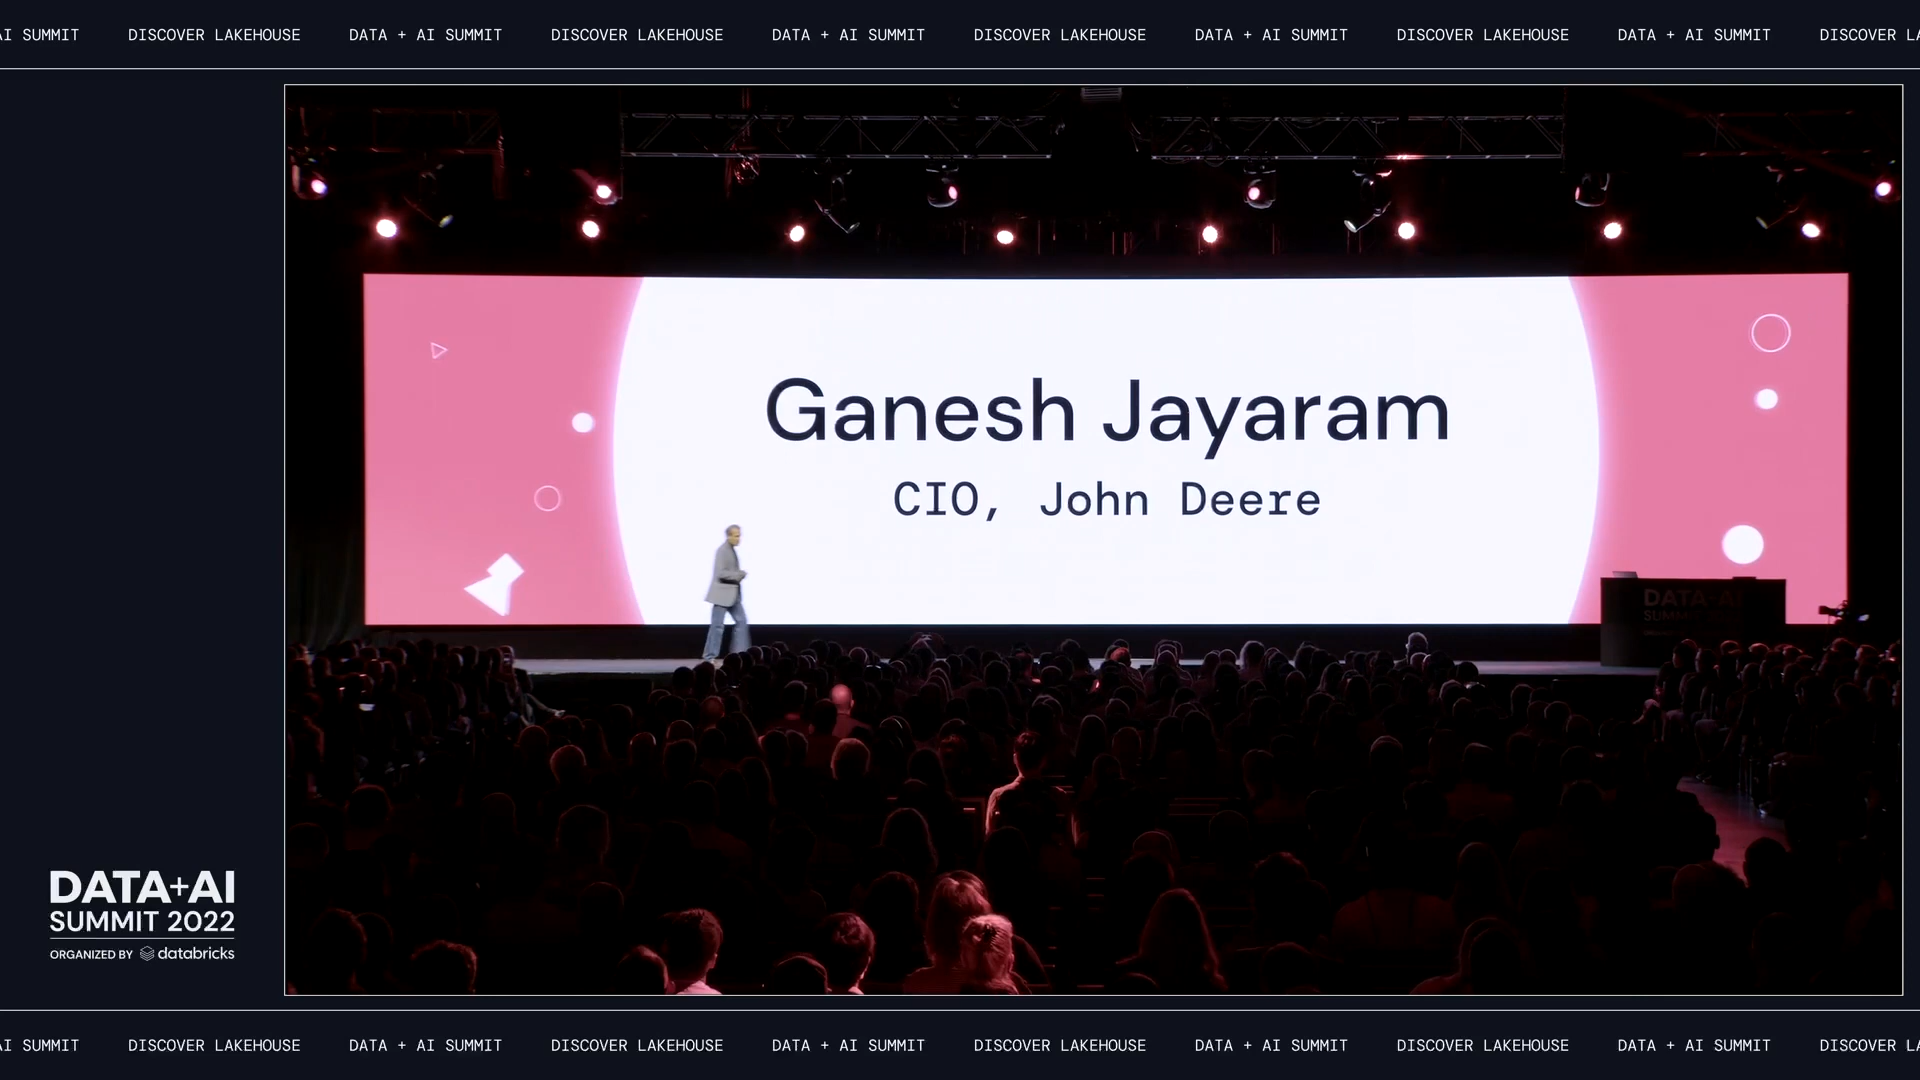 AI SUMMIT DISCOVER LAKEHOUSE DATA + AI SUMMIT DISCOVER LAKEHOUSE DATA + AI SUMMIT DISCOVER LAKEHOUSE DATA + AI SUMMIT DISCOVER LAKEHOUSE DATA + AI SUMMIT DISCOVER LA
Ganesh Jayaram
CIO, John Deere
DATA+AI
SUMMIT
DATA+AI
SUMMIT 2022
ORGANIZED BY databricks
AI SUMMIT DISCOVER LAKEHOUSE DATA + AI SUMMIT DISCOVER LAKEHOUSE DATA + AI SUMMIT DISCOVER LAKEHOUSE DATA + AI SUMMIT DISCOVER LAKEHOUSE DATA + AI SUMMIT DISCOVER LA